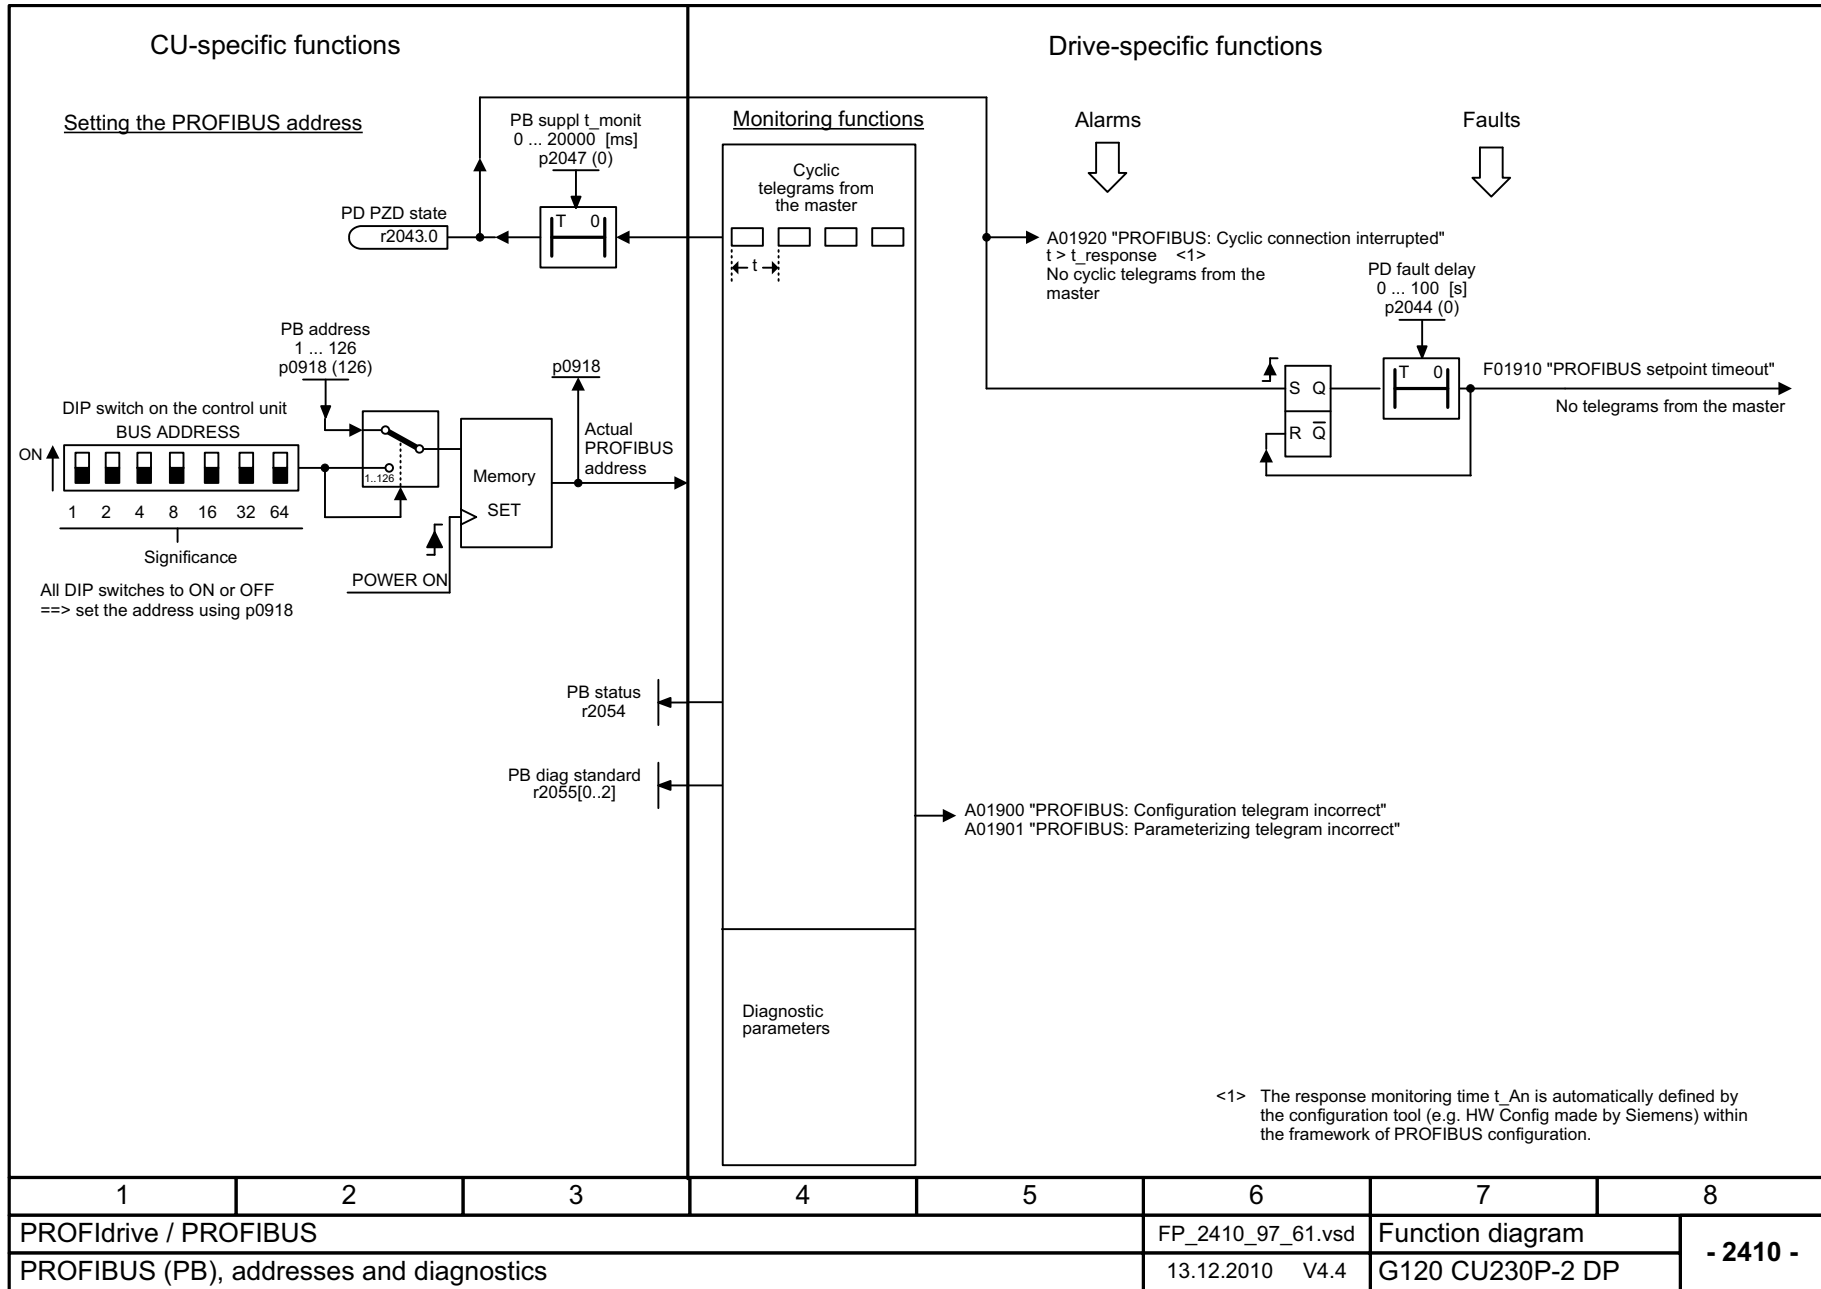 CU-specific functions
Drive-specific functions
Setting the PROFIBUS address
PB suppl t_monit
0 ... 20000 [ms]
p2047 (0)
T 0
PD PZD state
r2043.0
Monitoring functions
Cyclic
telegrams from
the master
t
Alarms
Faults
A01920 "PROFIBUS: Cyclic connection interrupted"
t > t_response <1>
No cyclic telegrams from the
master
PD fault delay
0 ... 100 [s]
p2044 (0)
S Q
R Q̅
T 0
F01910 "PROFIBUS setpoint timeout"
No telegrams from the master
PB address
1 ... 126
p0918 (126)
p0918
DIP switch on the control unit
BUS ADDRESS
ON
1 2 4 8 16 32 64
Significance
1..126
Memory
SET
Actual
PROFIBUS
address
POWER ON
All DIP switches to ON or OFF
==> set the address using p0918
PB status
r2054
PB diag standard
r2055[0..2]
A01900 "PROFIBUS: Configuration telegram incorrect"
A01901 "PROFIBUS: Parameterizing telegram incorrect"
Diagnostic
parameters
<1> The response monitoring time t_An is automatically defined by
the configuration tool (e.g. HW Config made by Siemens) within
the framework of PROFIBUS configuration.
1 2 3 4 5 6 7 8
PROFIdrive / PROFIBUS
FP_2410_97_61.vsd
Function diagram
- 2410 -
PROFIBUS (PB), addresses and diagnostics
13.12.2010 V4.4
G120 CU230P-2 DP